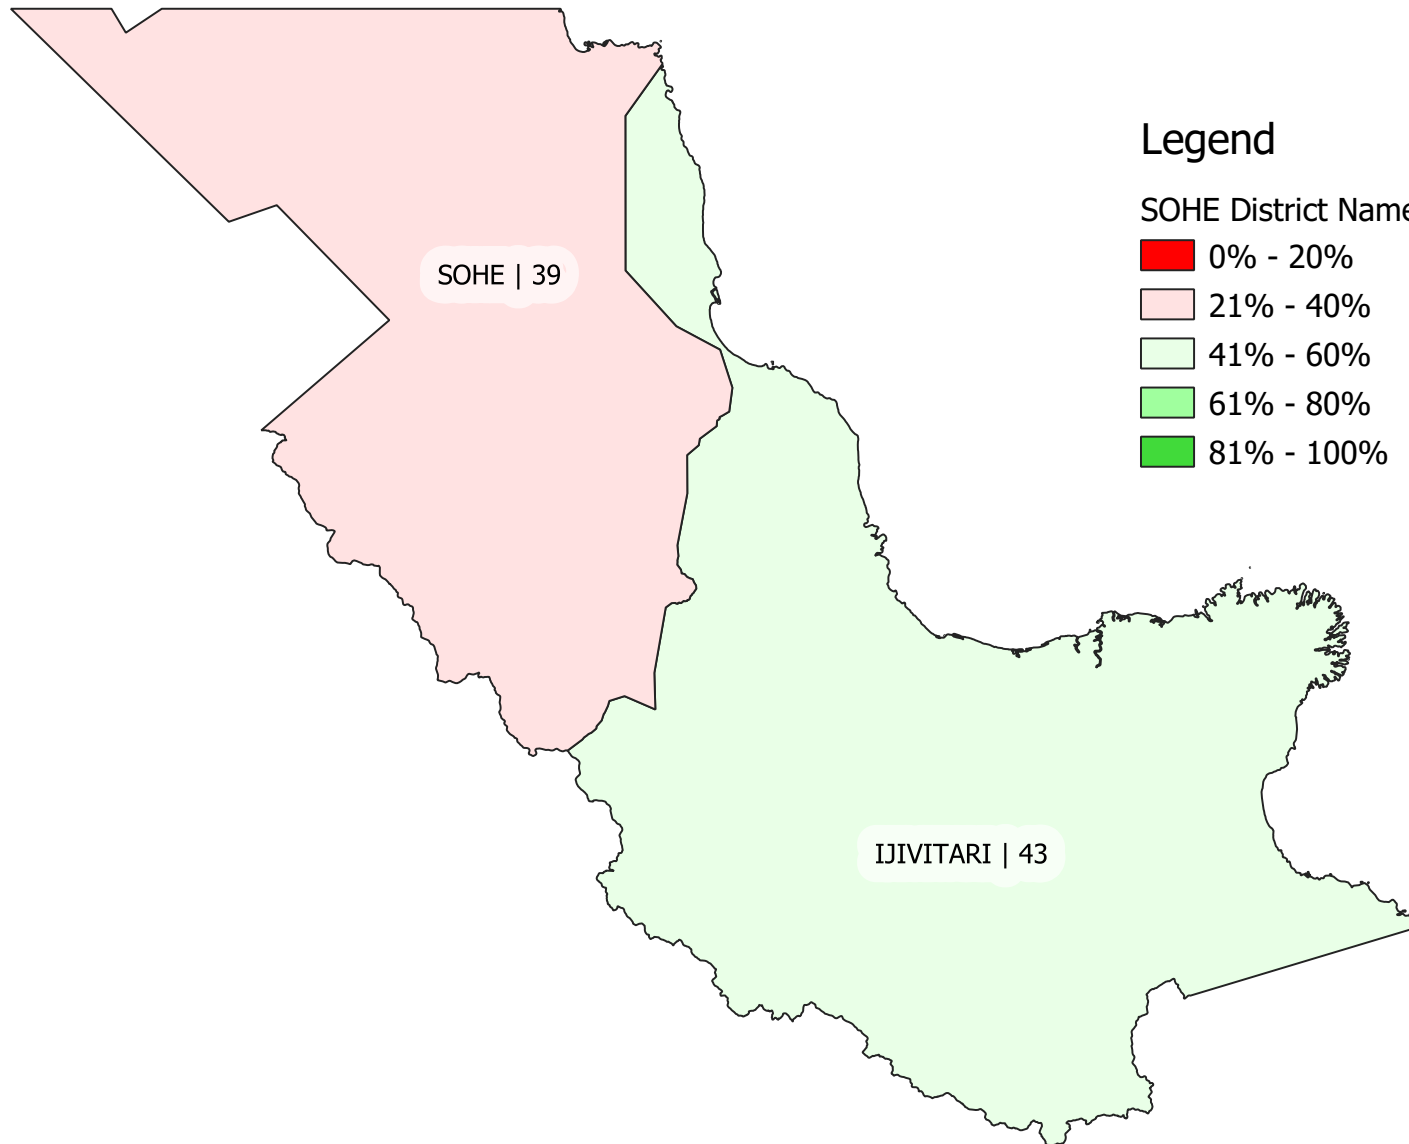 Legend
SOHE District Name
0% - 20%
SOHE | 39
21% - 40%
41% - 60%
61% - 80%
81% - 100%
IJIVITARI | 43